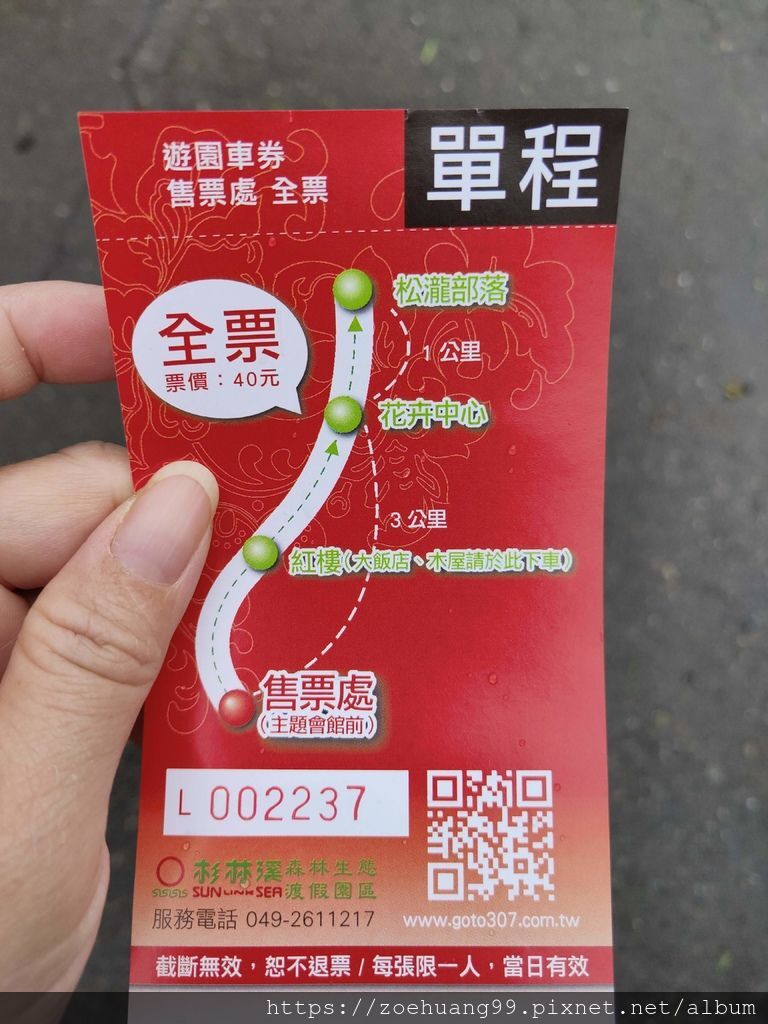 遊園車券
售票處 全票
單程
全票
票價：40元
松瀧部落
1 公里
花卉中心
3 公里
紅樓(大飯店、木屋請於此下車)
售票處
(主題會館前)
L 002237
杉林溪 森林生態
SUN LINK SEA 渡假園區
服務電話 049-2611217
www.goto307.com.tw
截斷無效，恕不退票 / 每張限一人，當日有效
https://zoehuang99.pixnet.net/album